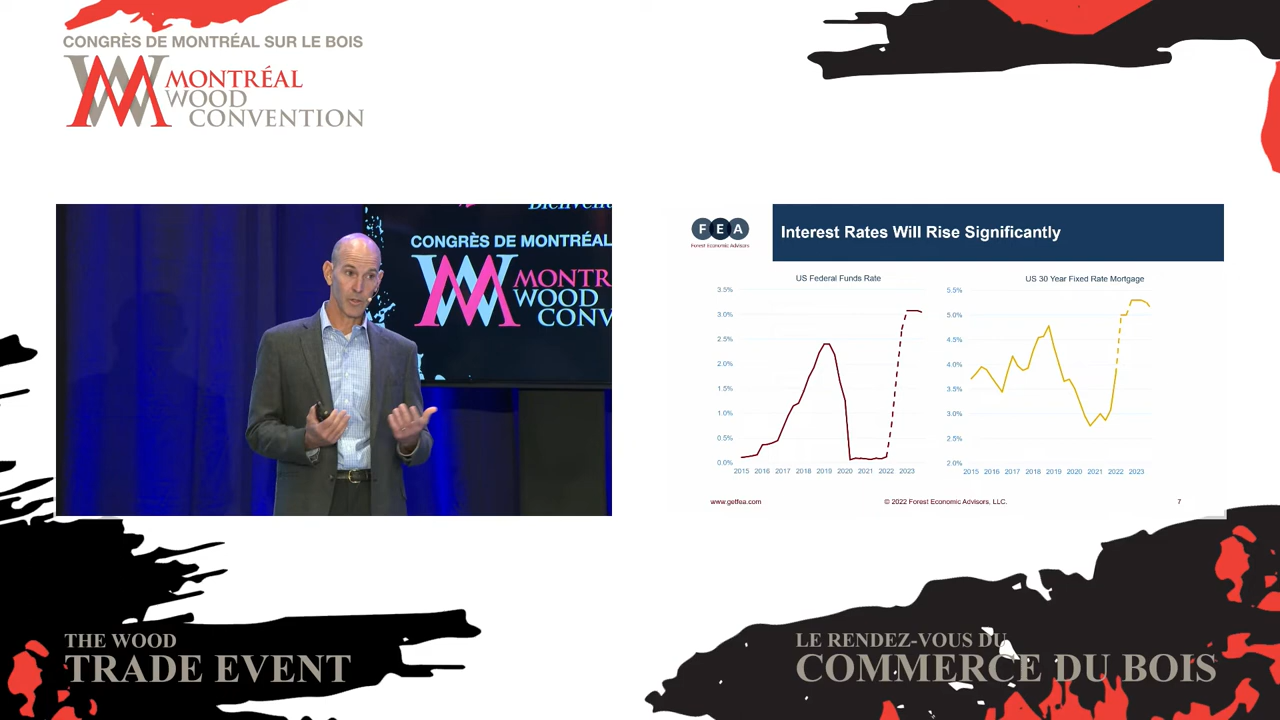 CONGRÈS DE MONTRÉAL SUR LE BOIS
MONTRÉAL
WOOD
CONVENTION
CONGRÈS DE MONTRÉAL
MONTR
WOOD
CONV
FEA
Forest Economic Advisors
Interest Rates Will Rise Significantly
US Federal Funds Rate
3.5%
3.0%
2.5%
2.0%
1.5%
1.0%
0.5%
0.0%
2015 2016 2017 2018 2019 2020 2021 2022 2023
US 30 Year Fixed Rate Mortgage
5.5%
5.0%
4.5%
4.0%
3.5%
3.0%
2.5%
2.0%
2015 2016 2017 2018 2019 2020 2021 2022 2023
www.getfea.com
© 2022 Forest Economic Advisors, LLC.
7
THE WOOD
TRADE EVENT
LE RENDEZ-VOUS DU
COMMERCE DU BOIS